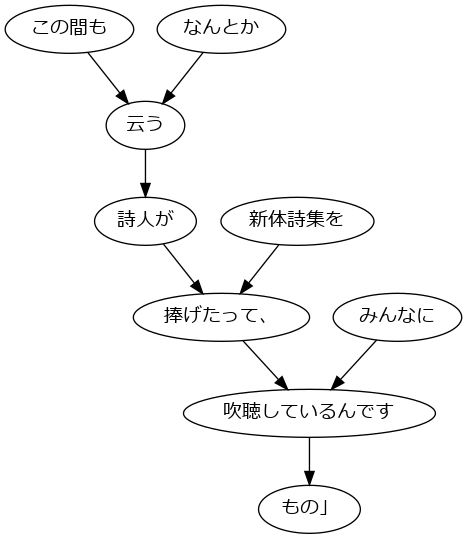 この間も
なんとか
云う
詩人が
新体詩集を
捧げたって、
みんなに
吹聴しているんです
もの」